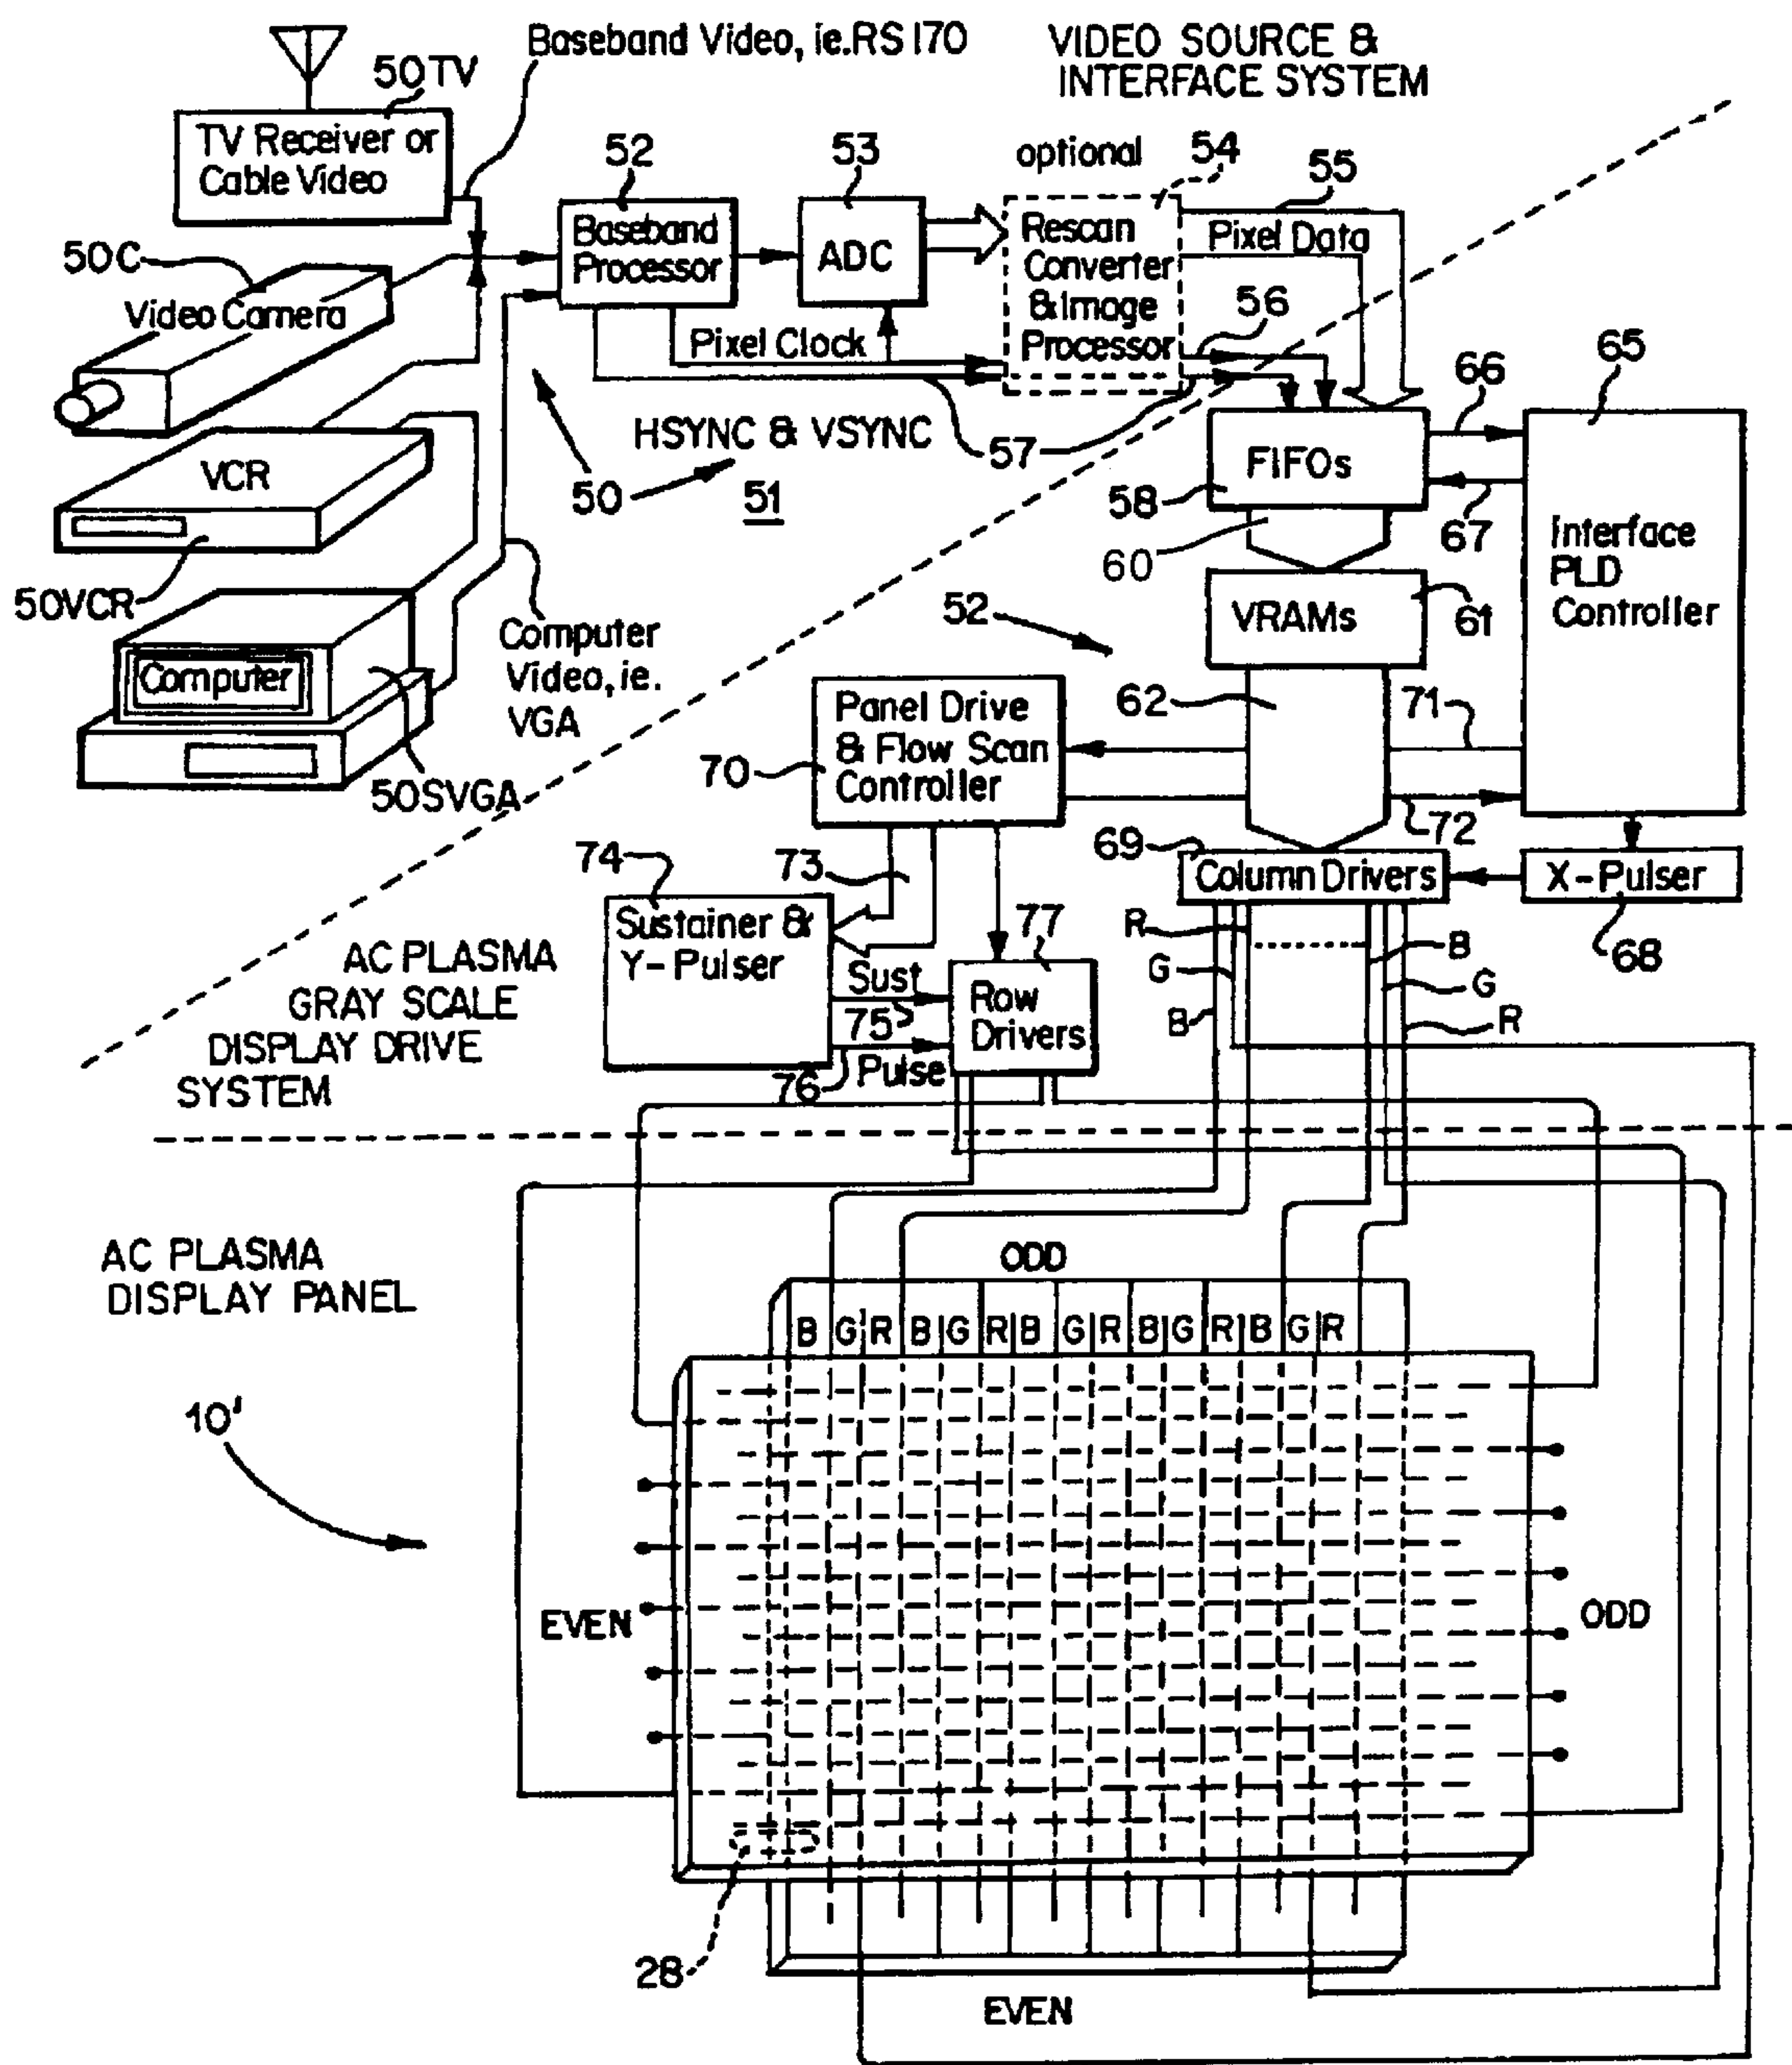 Baseband Video, ie. RS 170
VIDEO SOURCE &
INTERFACE SYSTEM
50TV
TV Receiver or
Cable Video
52
53
optional
54
55
Baseband
Processor
ADC
Rescan
Converter
& Image
Processor
Pixel Data
50C
Video Camera
Pixel Clock
56
65
66
HSYNC & VSYNC
57
FIFOs
VCR
50
51
58
67
60
Interface
PLD
Controller
50VCR
52
VRAMs
61
Computer
Computer
Video, ie.
VGA
62
71
Panel Drive
& Flow Scan
Controller
70
50SVGA
72
74
73
69
Column Drivers
X-Pulser
Sustainer &
Y-Pulser
77
R
B
68
AC PLASMA
GRAY SCALE
DISPLAY DRIVE
SYSTEM
Sust
G
G
75
Row
Drivers
B
R
76
Pulse
AC PLASMA
DISPLAY PANEL
ODD
B G R B G R B G R B G R B G R
10'
EVEN
ODD
28
EVEN